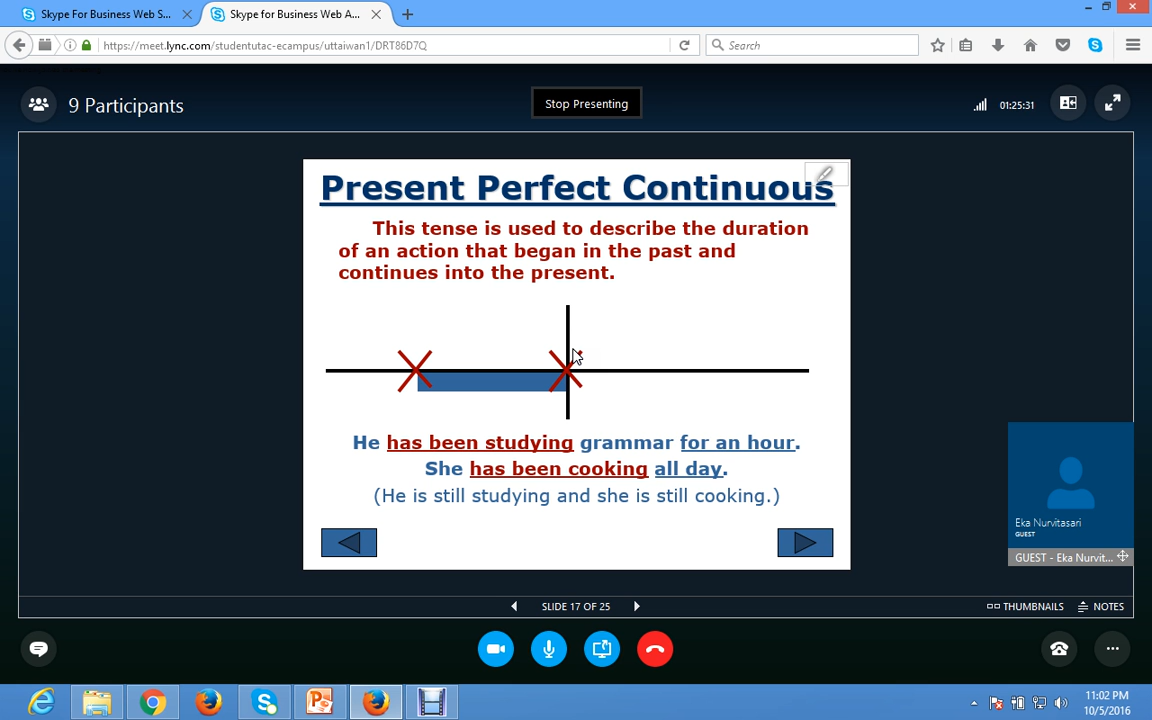 Skype For Business Web S...
Skype for Business Web A...
https://meet.lync.com/studentutac-ecampus/uttaiwan1/DRT86D7Q
Search
9 Participants
Stop Presenting
01:25:31
Present Perfect Continuous
This tense is used to describe the duration
of an action that began in the past and
continues into the present.
He has been studying grammar for an hour.
She has been cooking all day.
(He is still studying and she is still cooking.)
Eka Nurvitasari
GUEST
GUEST - Eka Nurvit...
SLIDE 17 OF 25
THUMBNAILS
NOTES
11:02 PM
10/5/2016